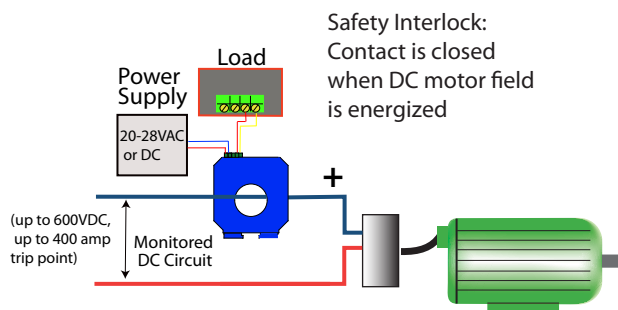 Safety Interlock:
Contact is closed
when DC motor field
is energized
Load
Power
Supply
20-28VAC
or DC
+
(up to 600VDC,
up to 400 amp
trip point)
Monitored
DC Circuit